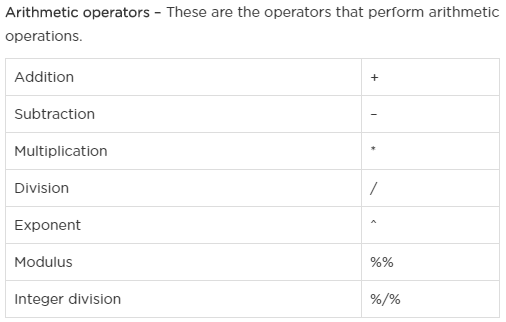 Arithmetic operators – These are the operators that perform arithmetic
operations.
Addition +
Subtraction –
Multiplication *
Division /
Exponent ^
Modulus %%
Integer division %/%